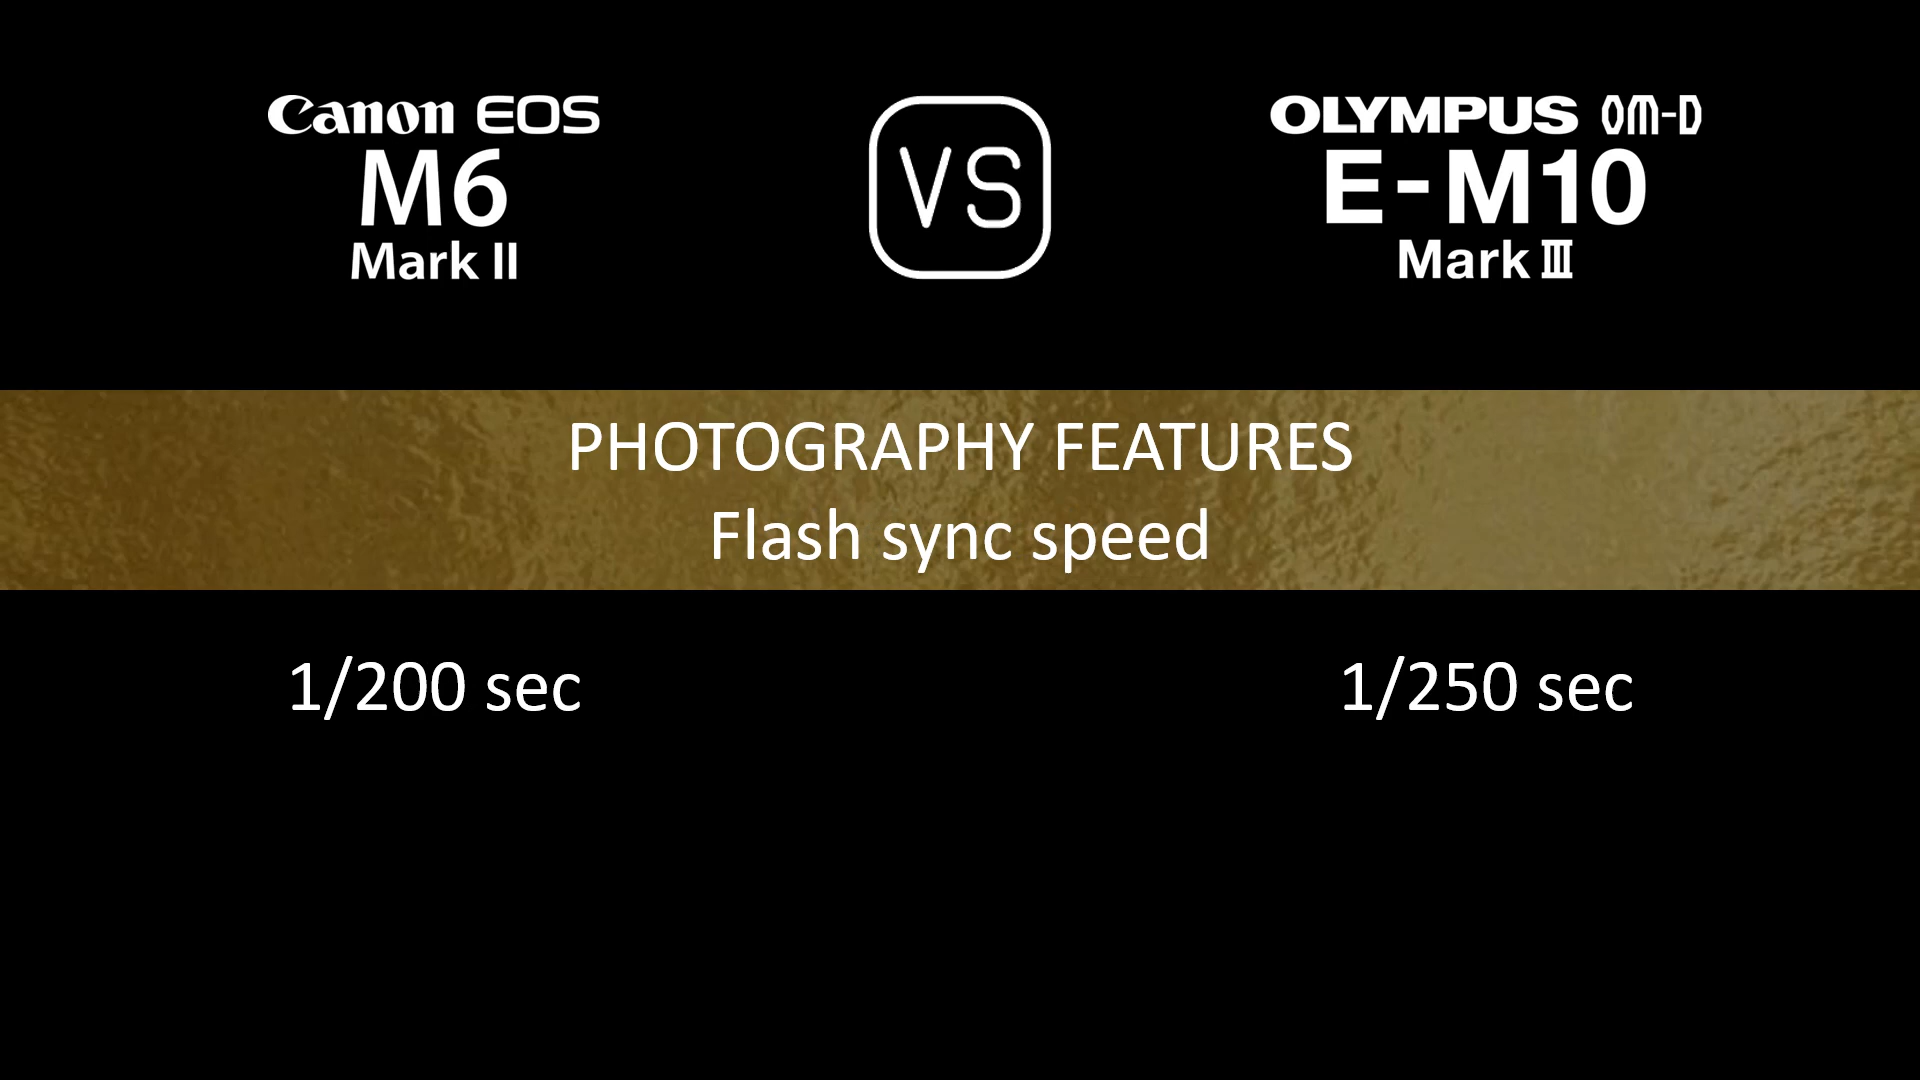 Canon EOS
M6
Mark II
VS
OLYMPUS OM-D
E-M10
Mark III
PHOTOGRAPHY FEATURES
Flash sync speed
1/200 sec
1/250 sec